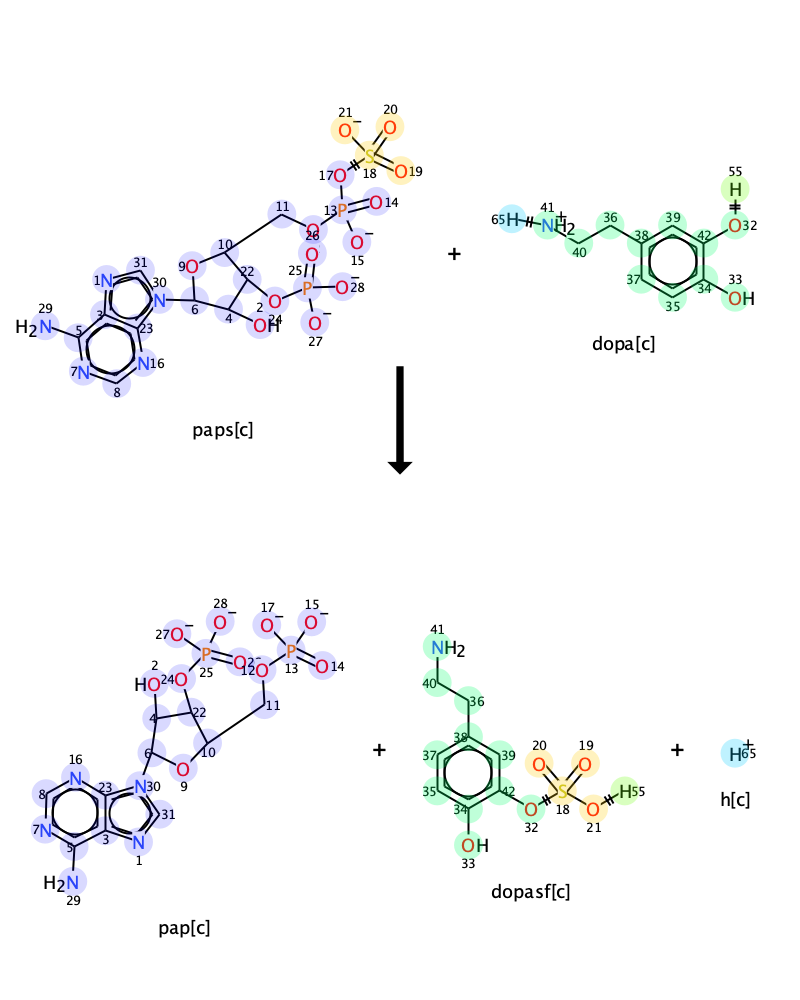 21 20
O⁻ O
17 O S 18 O 19
11 13 P O 14
10 O 26 O⁻ 15
9 O 22 25 P O⁻ 28
31 1 N 30 N 6 4 2 O 24 OH O⁻ 27
29 H₂N 5 3 23
7 N N 16
8
paps[c]
+
55
H
65 H 41 NH₂⁺ 36 39 O 32
40 38 42
37 34 33 OH
35
dopa[c]
28 17 15
27 O⁻ O⁻ O⁻ O⁻
2 HO 24 O P 25 O 12 O P 13 O 14
4 22 11
6 10
16 N O 9
8 23 N 30
7 N 3 31
5 N 1
H₂N 29
pap[c]
+
41
NH₂
40 36
38 20 19
37 39 O O
35 42 S H 55
34 O 32 18 O 21
OH 33
dopasf[c]
+
H⁺ 65
h[c]